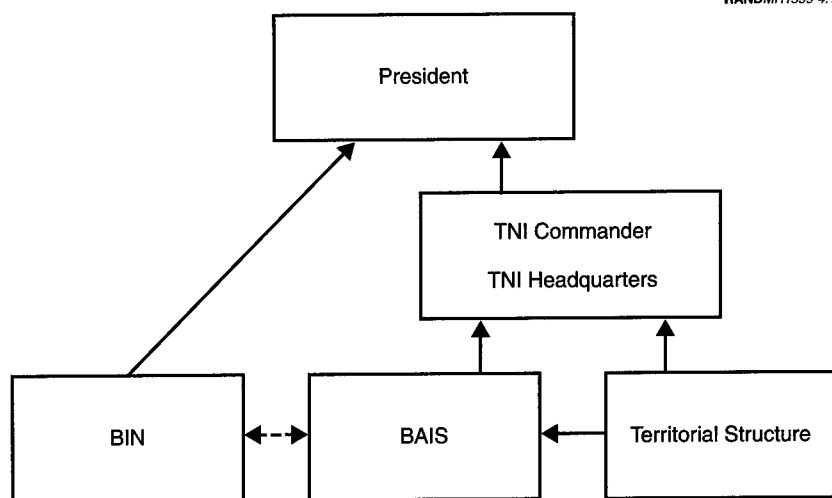 President
TNI Commander
TNI Headquarters
BIN
BAIS
Territorial Structure